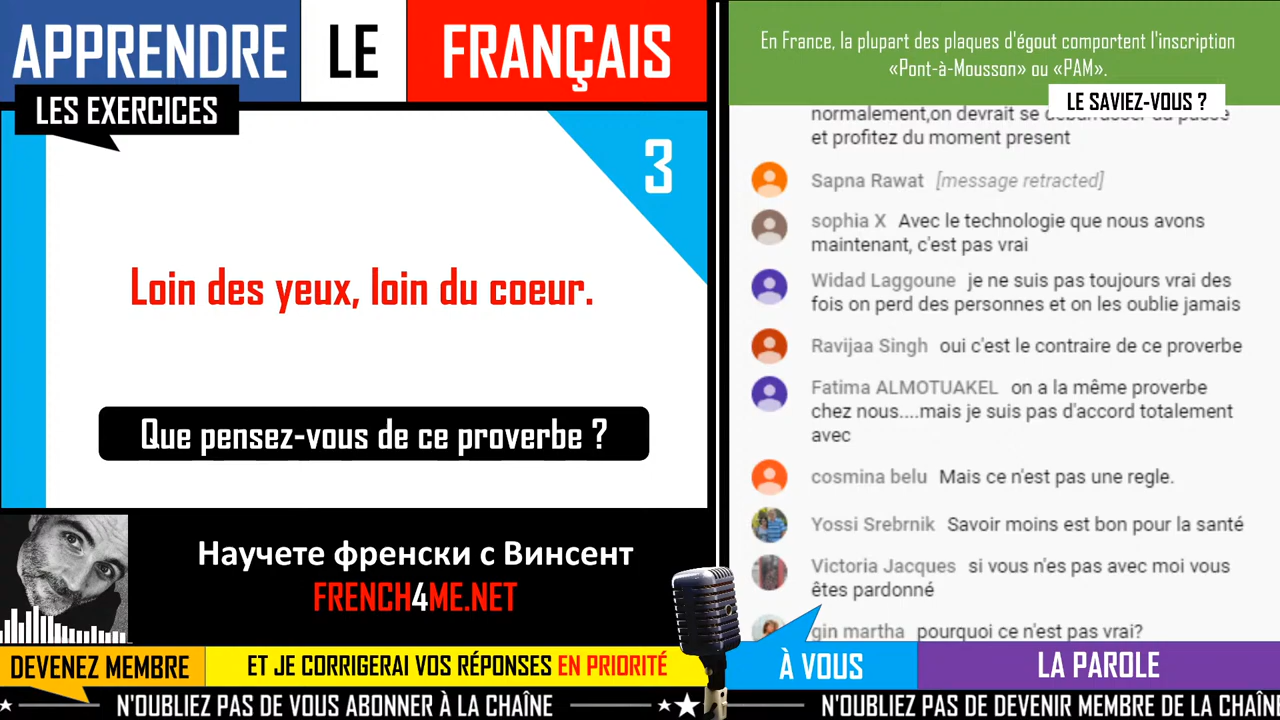 APPRENDRE LE FRANÇAIS
LES EXERCICES
3
Loin des yeux, loin du coeur.
Que pensez-vous de ce proverbe ?
Научете френски с Винсент
FRENCH4ME.NET
DEVENEZ MEMBRE
ET JE CORRIGERAI VOS RÉPONSES EN PRIORITÉ
En France, la plupart des plaques d'égout comportent l'inscription
«Pont-à-Mousson» ou «PAM».
LE SAVIEZ-VOUS ?
normalement,on devrait se
et profitez du moment present
Sapna Rawat [message retracted]
sophia X Avec le technologie que nous avons
maintenant, c'est pas vrai
Widad Laggoune je ne suis pas toujours vrai des
fois on perd des personnes et on les oublie jamais
Ravijaa Singh oui c'est le contraire de ce proverbe
Fatima ALMOTUAKEL on a la même proverbe
chez nous....mais je suis pas d'accord totalement
avec
cosmina belu Mais ce n'est pas une regle.
Yossi Srebrnik Savoir moins est bon pour la santé
Victoria Jacques si vous n'es pas avec moi vous
êtes pardonné
gin martha pourquoi ce n'est pas vrai?
À VOUS
LA PAROLE
N'OUBLIEZ PAS DE VOUS ABONNER À LA CHAÎNE
N'OUBLIEZ PAS DE DEVENIR MEMBRE DE LA